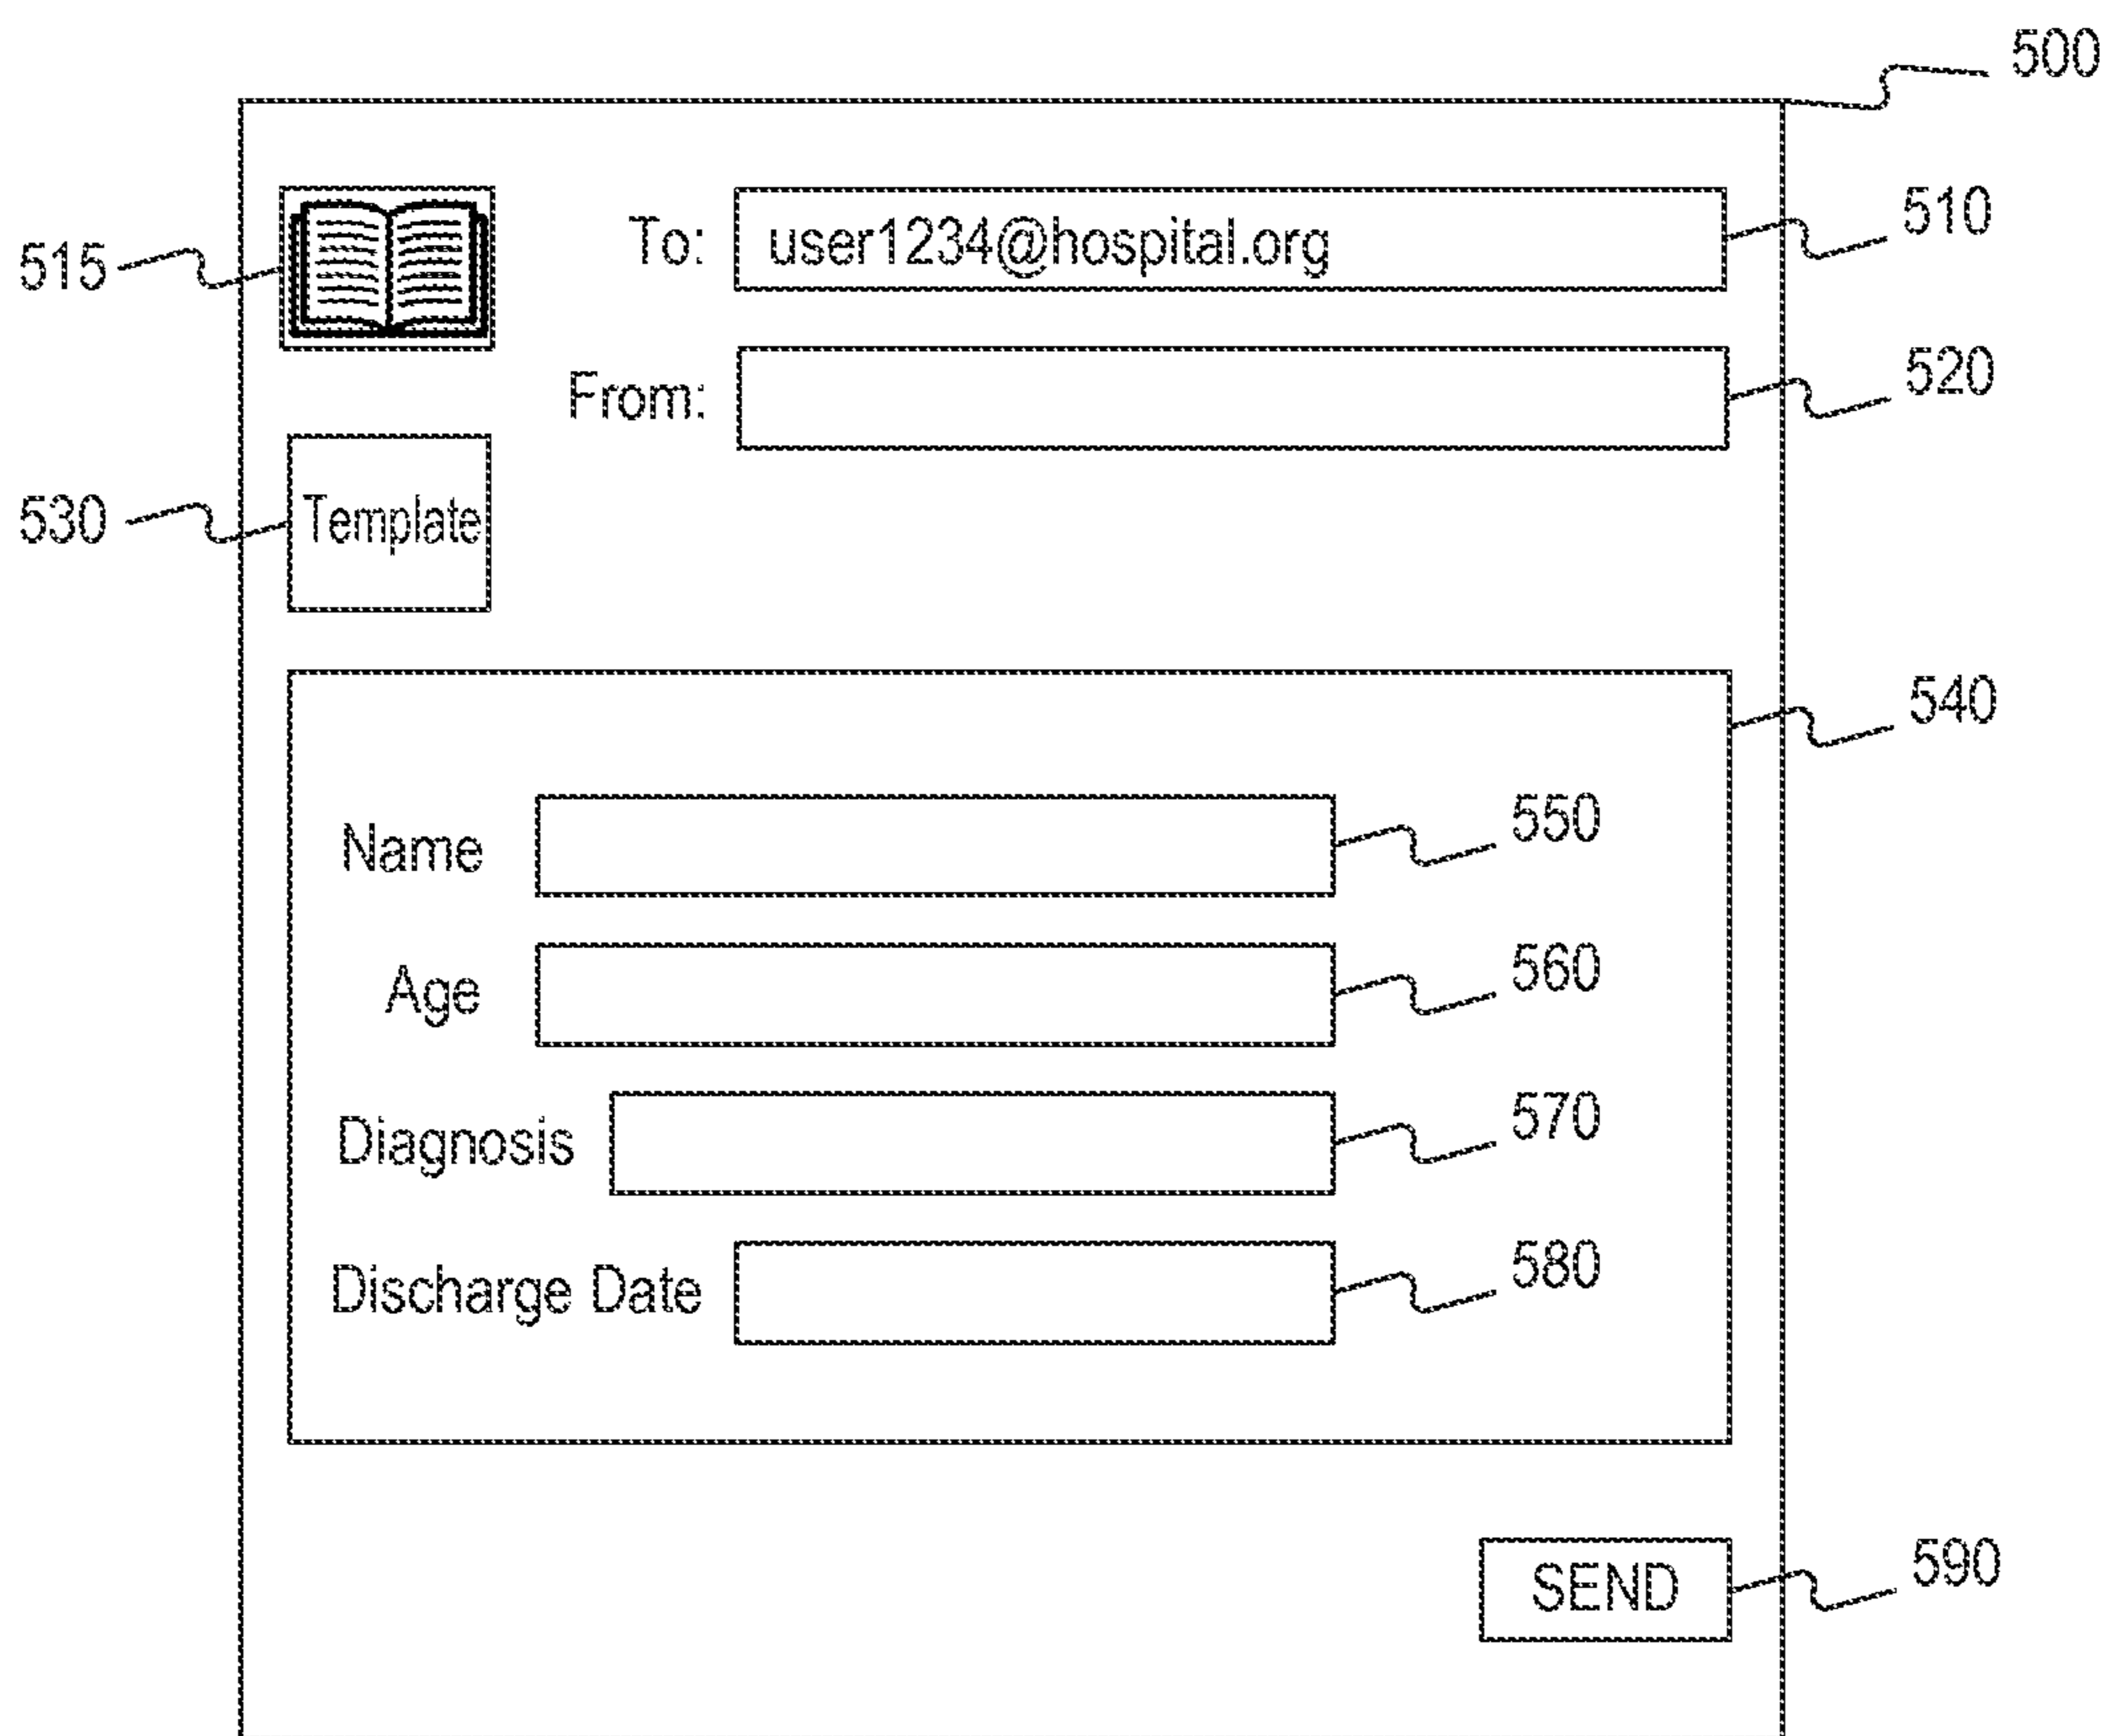 500
To: user1234@hospital.org 510
515
From: 520
530 Template
540
Name 550
Age 560
Diagnosis 570
Discharge Date 580
SEND 590